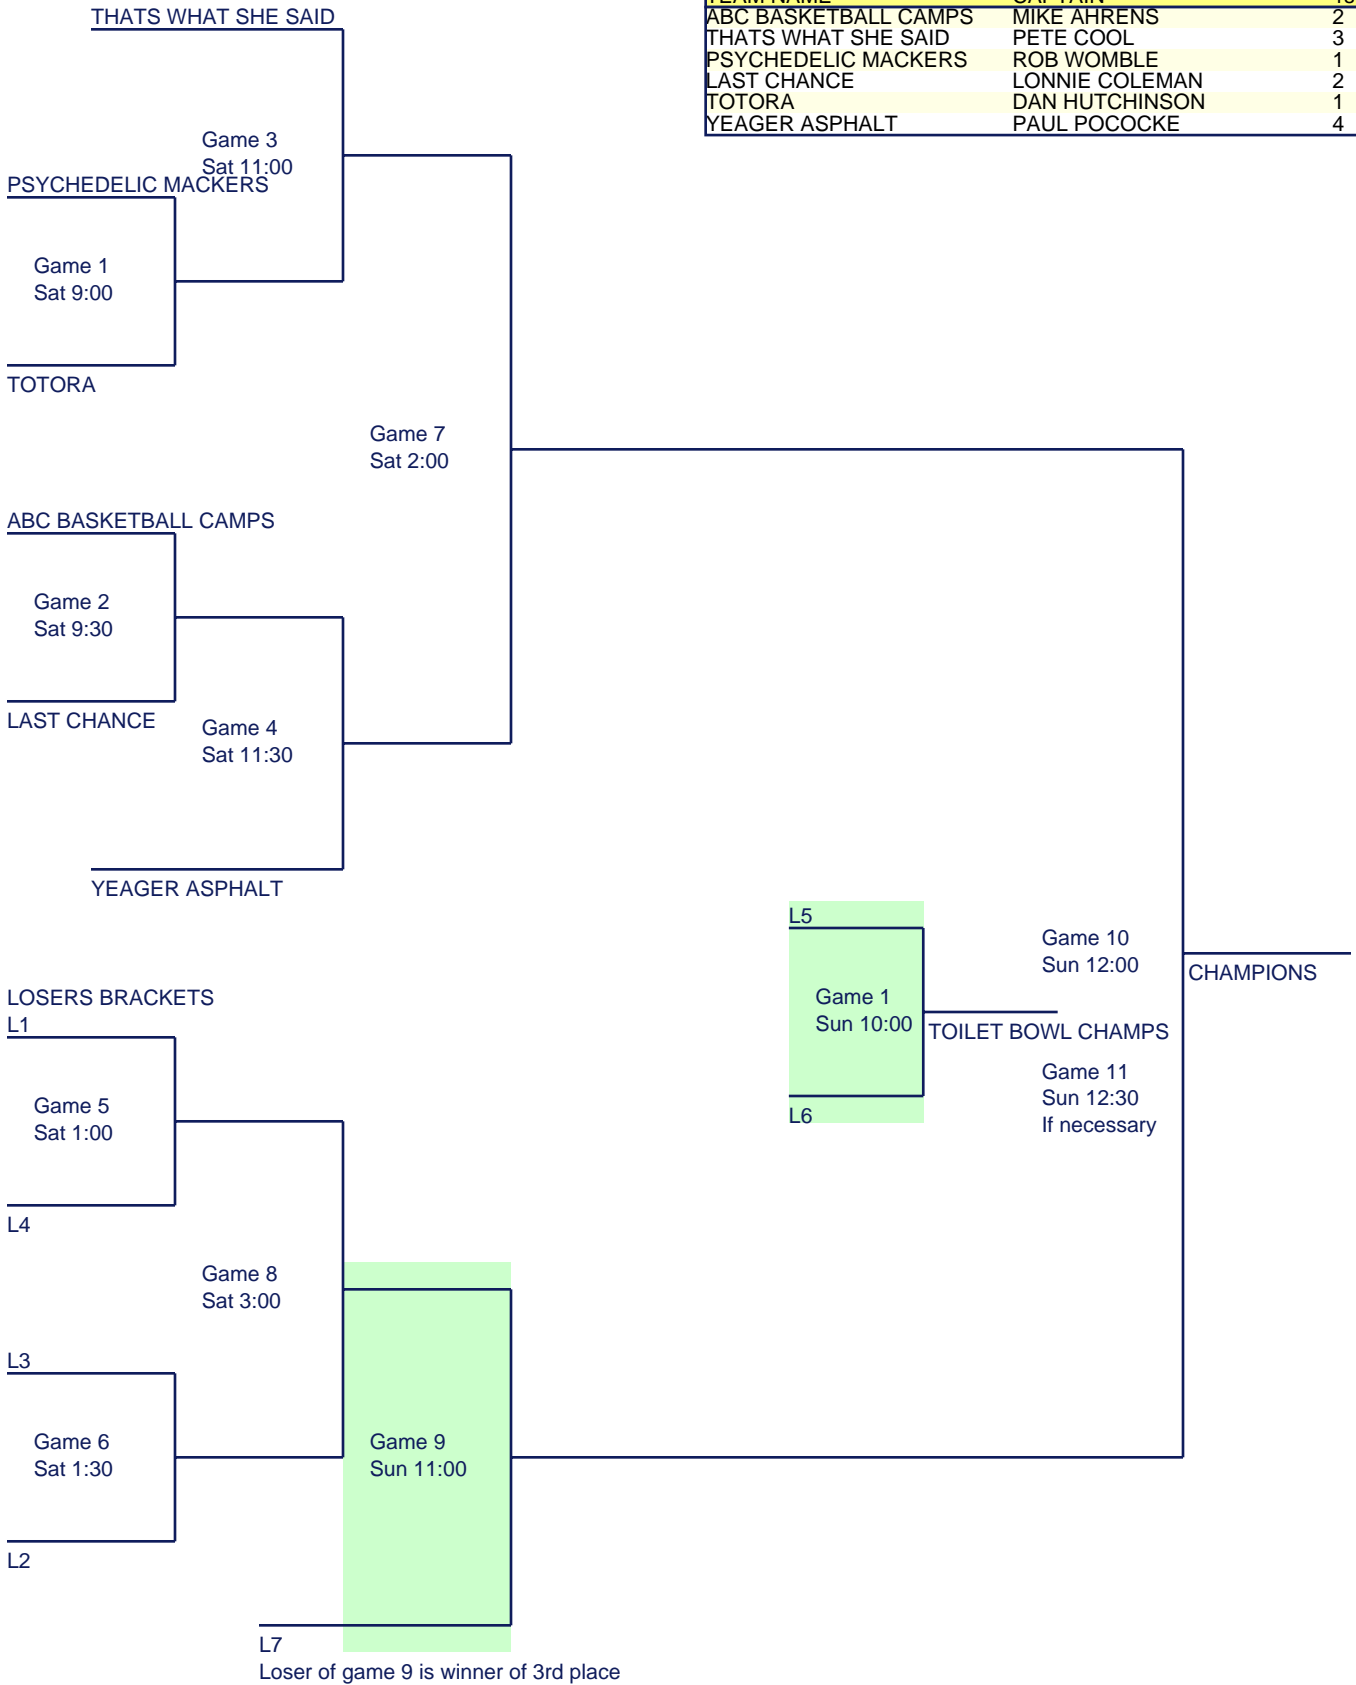 THATS WHAT SHE SAID
TEAM NAME CAPTAIN
ABC BASKETBALL CAMPS MIKE AHRENS 2
THATS WHAT SHE SAID PETE COOL 3
PSYCHEDELIC MACKERS ROB WOMBLE 1
LAST CHANCE LONNIE COLEMAN 2
TOTORA DAN HUTCHINSON 1
YEAGER ASPHALT PAUL POCOCKE 4
Game 3
Sat 11:00
PSYCHEDELIC MACKERS
Game 1
Sat 9:00
TOTORA
Game 7
Sat 2:00
ABC BASKETBALL CAMPS
Game 2
Sat 9:30
LAST CHANCE
Game 4
Sat 11:30
YEAGER ASPHALT
L5
Game 1
Sun 10:00
L6
TOILET BOWL CHAMPS
Game 10
Sun 12:00
CHAMPIONS
Game 11
Sun 12:30
If necessary
LOSERS BRACKETS
L1
Game 5
Sat 1:00
L4
Game 8
Sat 3:00
L3
Game 6
Sat 1:30
L2
Game 9
Sun 11:00
L7
Loser of game 9 is winner of 3rd place